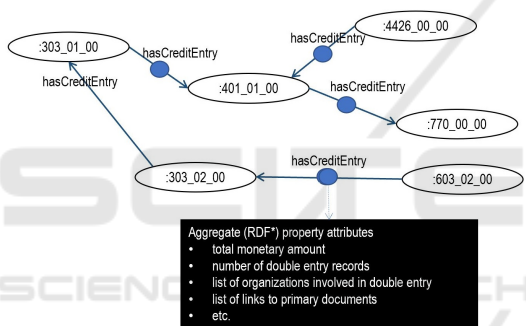 :4426_00_00
:303_01_00
hasCreditEntry
hasCreditEntry
hasCreditEntry
hasCreditEntry
:401_01_00
:770_00_00
hasCreditEntry
:303_02_00
:603_02_00
Aggregate (RDF*) property attributes
• total monetary amount
• number of double entry records
• list of organizations involved in double entry
• list of links to primary documents
• etc.